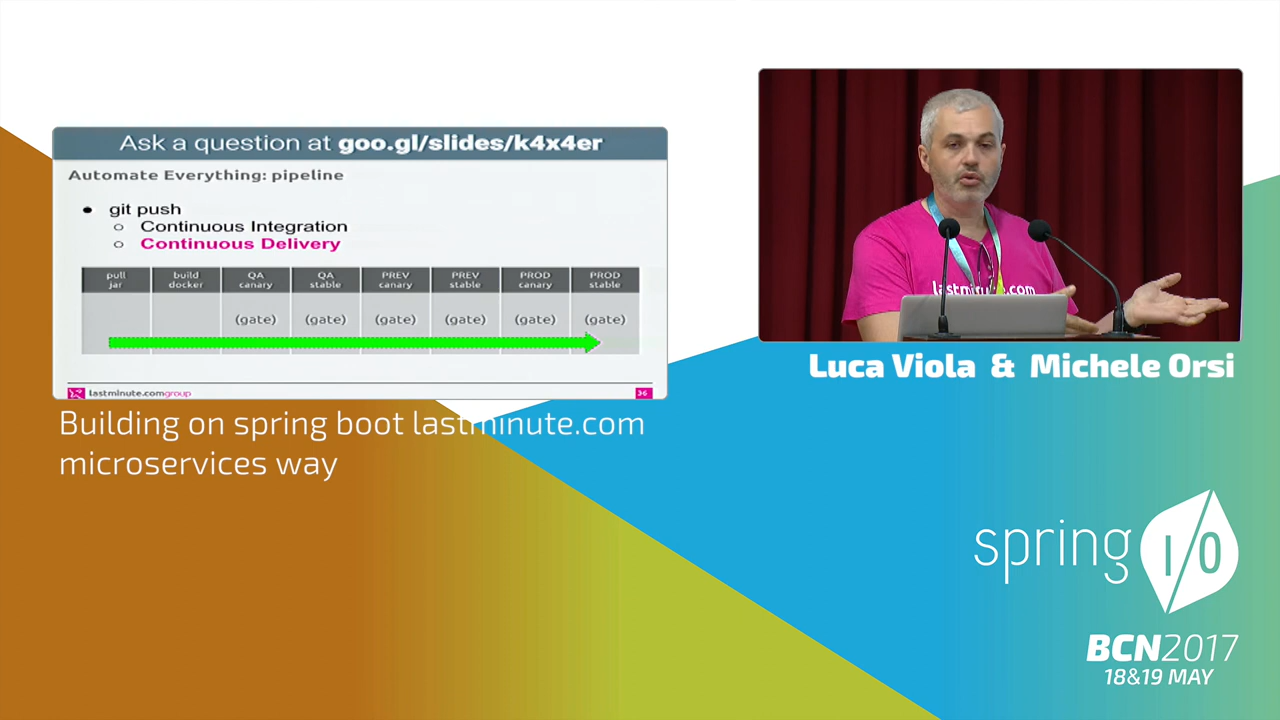 Ask a question at goo.gl/slides/k4x4er
Automate Everything: pipeline
● git push
○ Continuous Integration
○ Continuous Delivery
pull jar
build docker
QA canary
QA stable
PREV canary
PREV stable
PROD canary
PROD stable
(gate) (gate) (gate) (gate) (gate) (gate)
lastminute.comgroup
36
lastminute.com
Luca Viola & Michele Orsi
Building on spring boot lastminute.com
microservices way
spring I/O
BCN2017
18&19 MAY